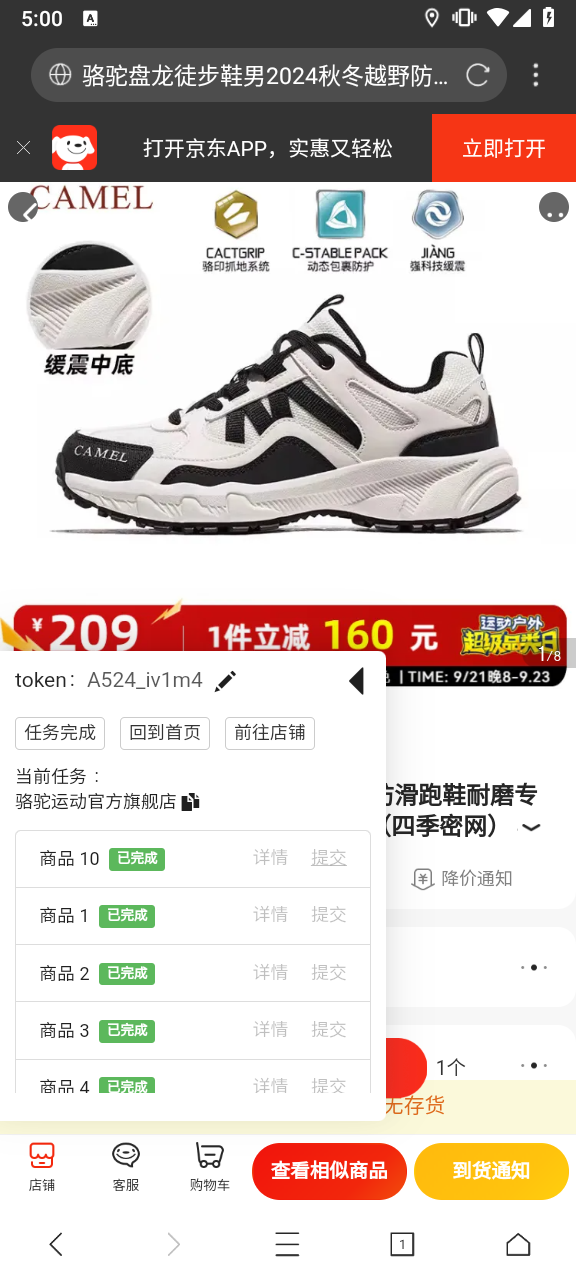 5:00
A
骆驼盘龙徒步鞋男2024秋冬越野防...
打开京东APP，实惠又轻松
立即打开
CAMEL
CACTGRIP
骆印抓地系统
C-STABLE PACK
动态包裹防护
JIĀNG
强科技缓震
缓震中底
CAMEL
¥209
1件立减 160 元
运动户外
超级品类日
1/8
TIME: 9/21晚8-9.23
token: A524_iv1m4
任务完成
回到首页
前往店铺
当前任务：
骆驼运动官方旗舰店
防滑跑鞋耐磨专
（四季密网）
降价通知
商品 10 已完成 详情 提交
商品 1 已完成 详情 提交
商品 2 已完成 详情 提交
商品 3 已完成 详情 提交
商品 4 已完成 详情 提交
1个
无存货
店铺
客服
购物车
查看相似商品
到货通知
1